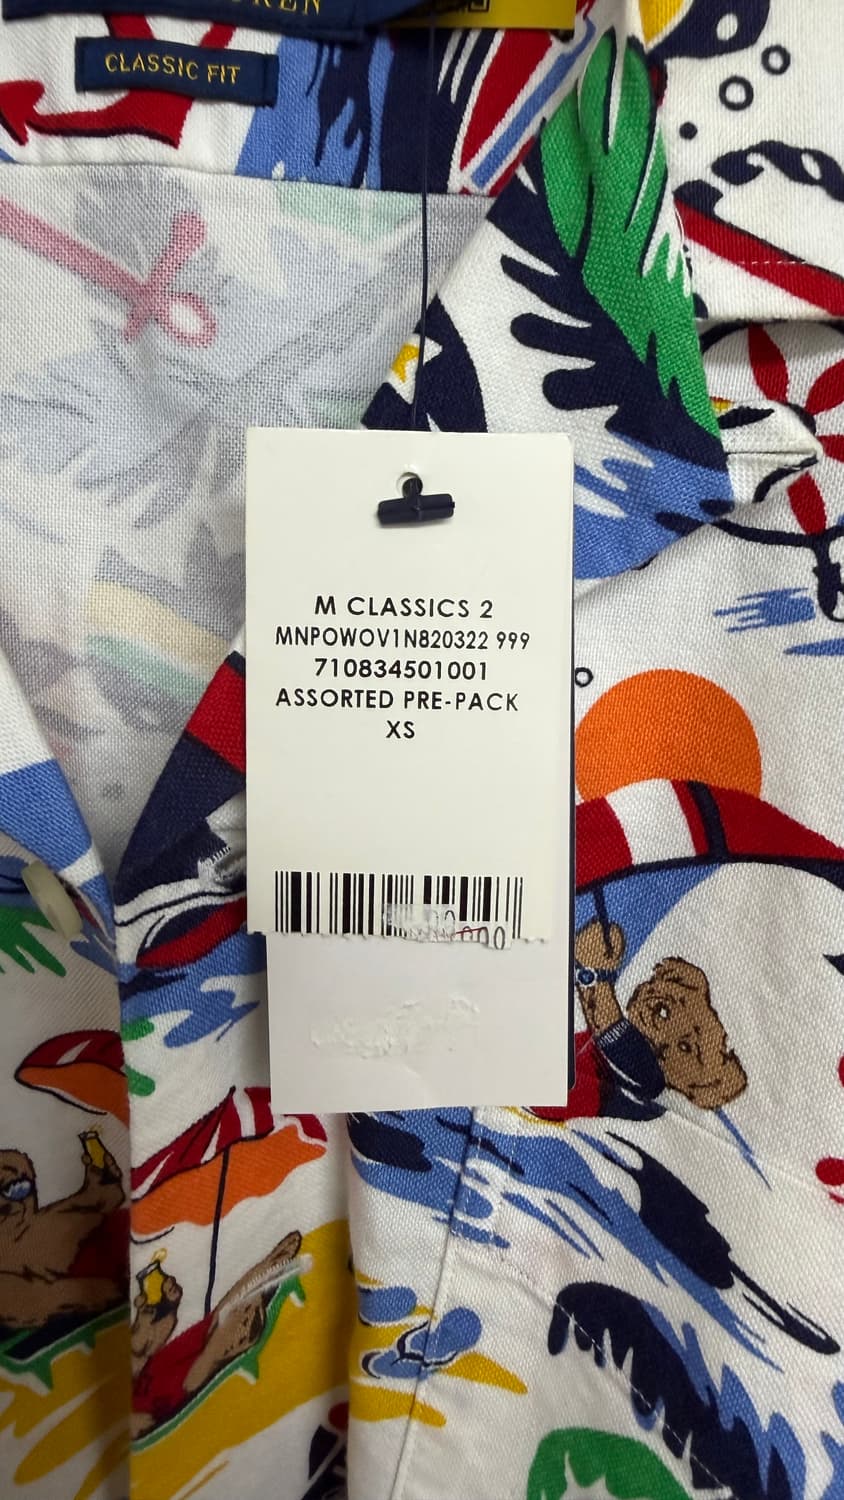 CLASSIC FIT
M CLASSICS 2
MNPOWOV1N820322 999
710834501001
ASSORTED PRE-PACK
XS